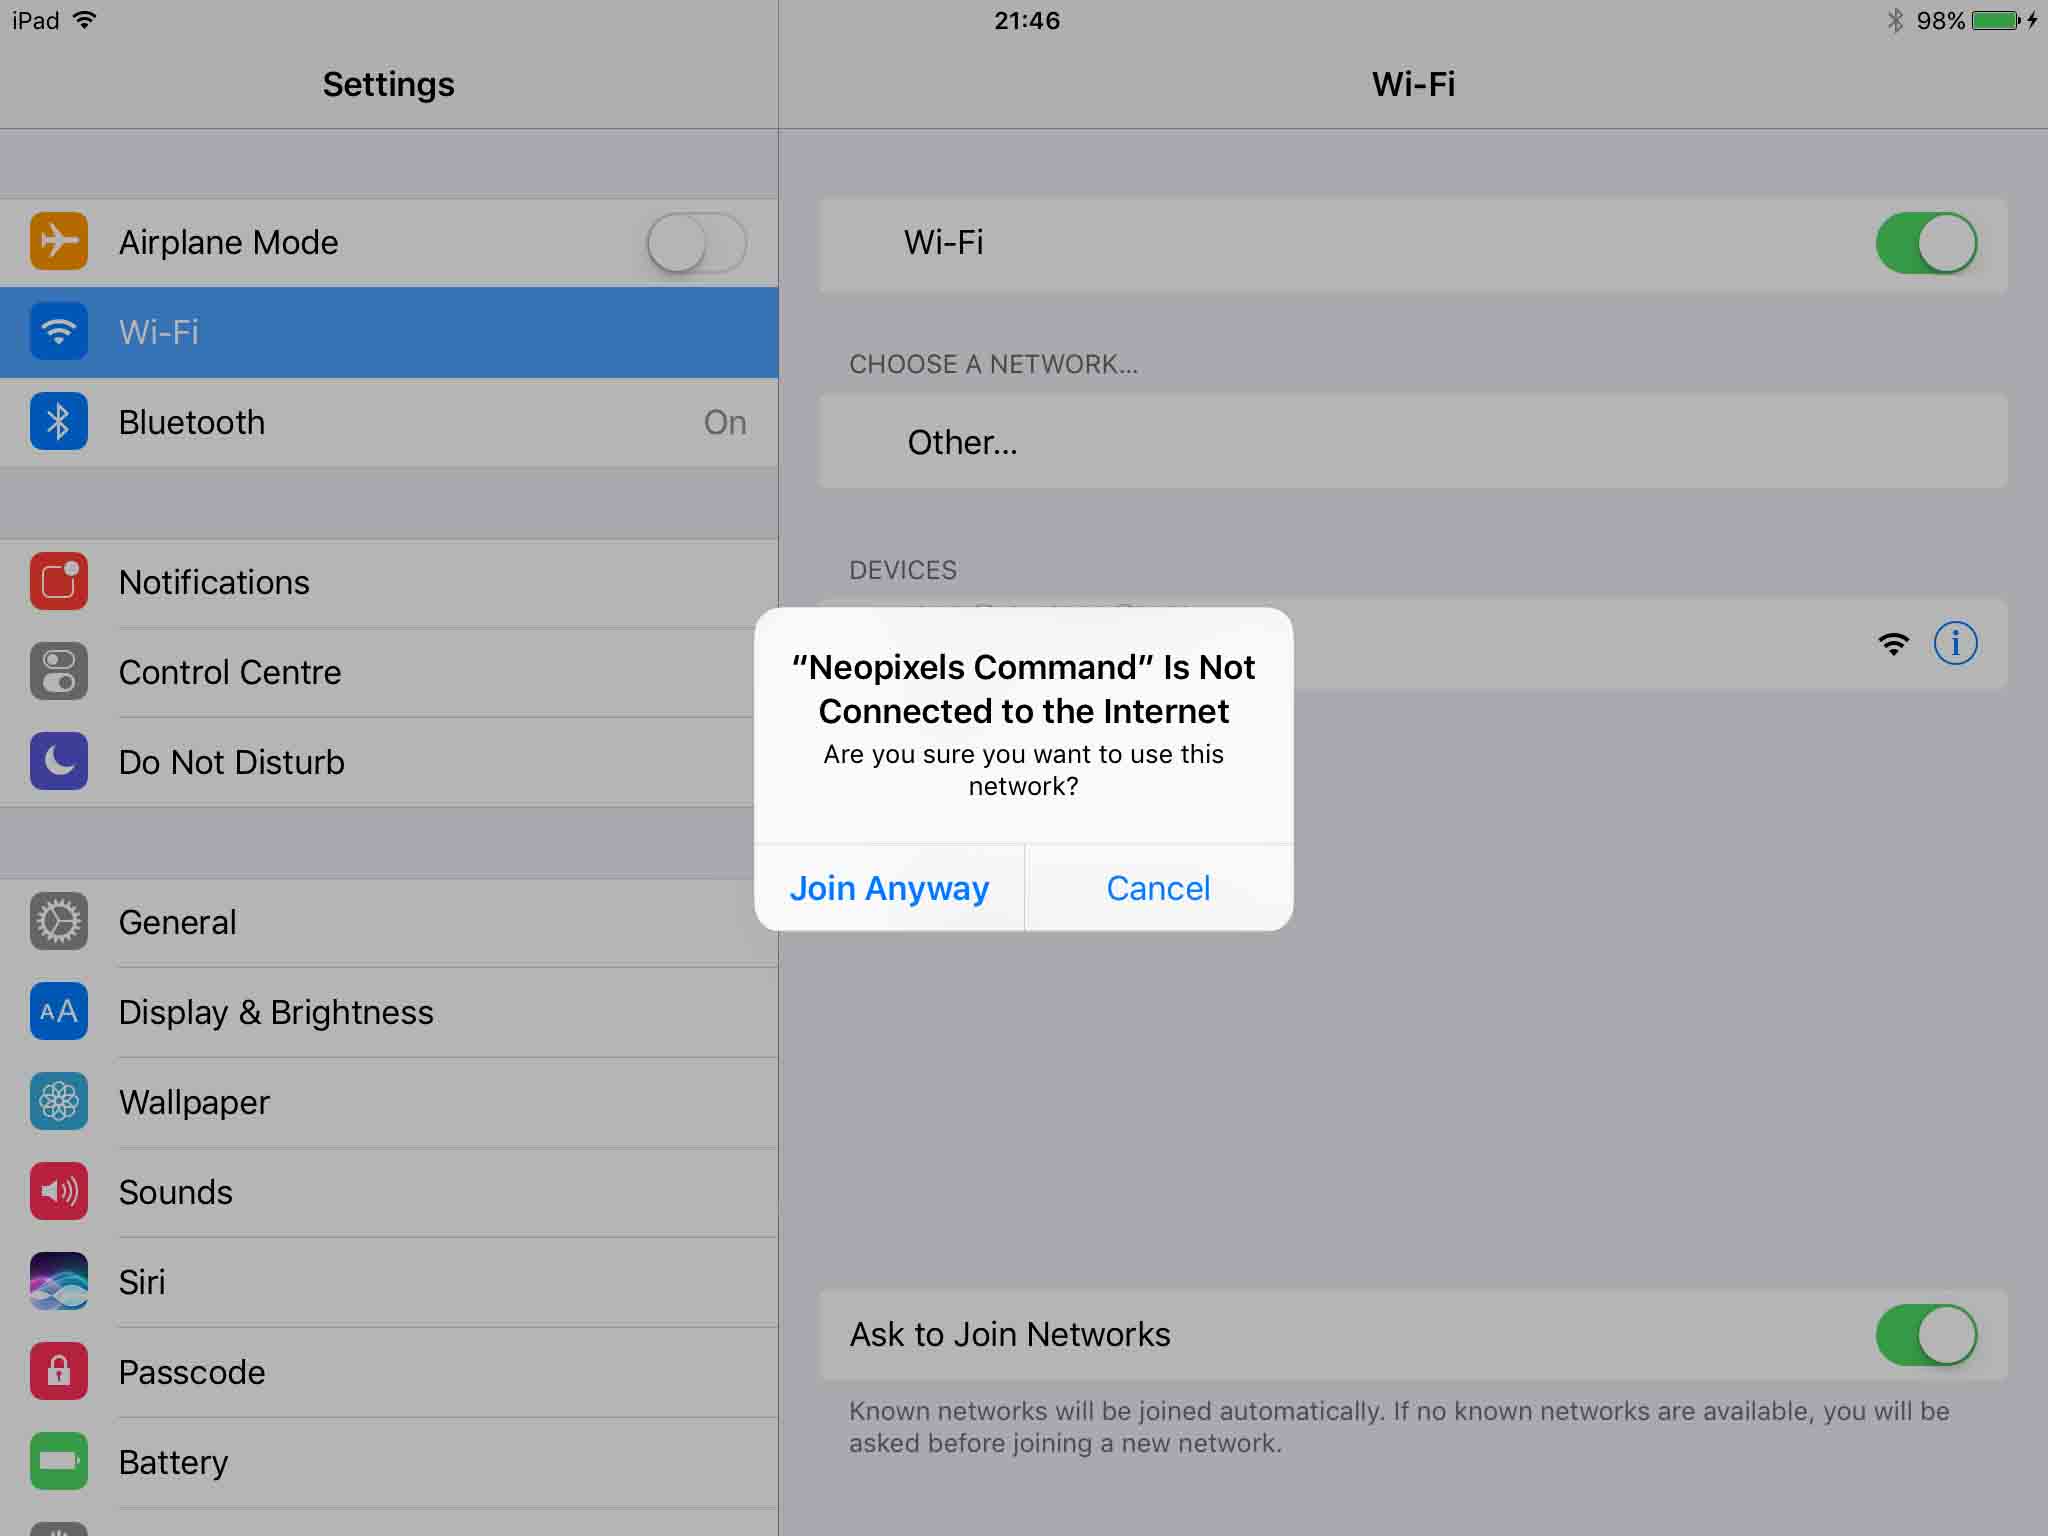 iPad
21:46
98%
Settings
Wi-Fi
Airplane Mode
Wi-Fi
Bluetooth
On
Notifications
Control Centre
Do Not Disturb
General
Display & Brightness
Wallpaper
Sounds
Siri
Passcode
Battery
Wi-Fi
CHOOSE A NETWORK...
Other...
DEVICES
“Neopixels Command” Is Not
Connected to the Internet
Are you sure you want to use this
network?
Join Anyway
Cancel
Ask to Join Networks
Known networks will be joined automatically. If no known networks are available, you will be
asked before joining a new network.